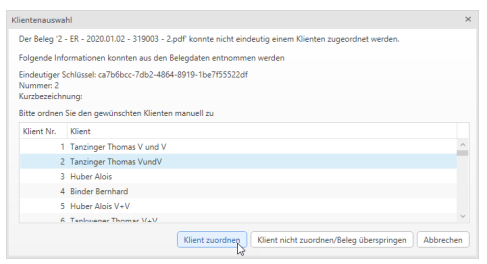 Klientenauswahl
Der Beleg '2 - ER - 2020.01.02 - 319003 - 2.pdf' konnte nicht eindeutig einem Klienten zugeordnet werden.
Folgende Informationen konnten aus den Belegdaten entnommen werden
Eindeutiger Schlüssel: ca7b6bcc-7db2-4864-8919-1be7f55522df
Nummer: 2
Kurzbezeichnung:
Bitte ordnen Sie den gewünschten Klienten manuell zu
Klient Nr. Klient
1 Tanzinger Thomas V und V
2 Tanzinger Thomas VundV
3 Huber Alois
4 Binder Bernhard
5 Huber Alois V+V
6 Thomas V+V
Klient zuordnen Klient nicht zuordnen/Beleg überspringen Abbrechen